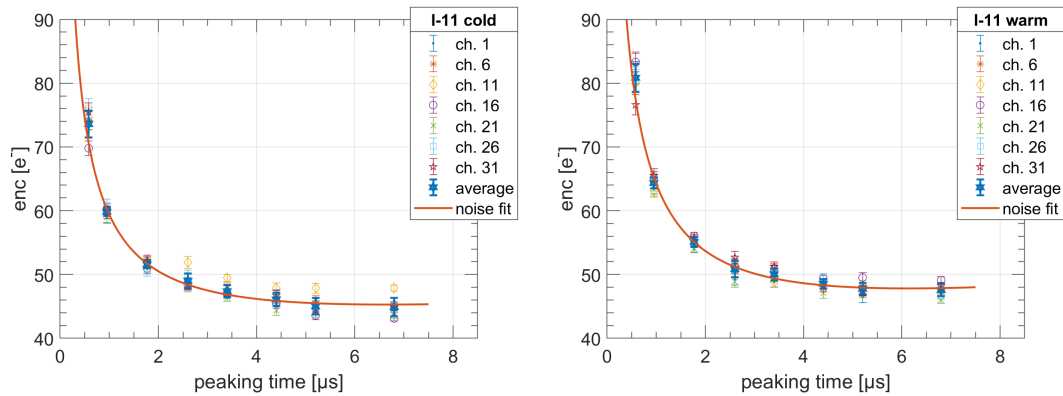 I-11 cold
ch. 1
ch. 6
ch. 11
ch. 16
ch. 21
ch. 26
ch. 31
average
noise fit
90
80
70
60
50
40
enc [e⁻]
0 2 4 6 8
peaking time [µs]
I-11 warm
ch. 1
ch. 6
ch. 11
ch. 16
ch. 21
ch. 26
ch. 31
average
noise fit
90
80
70
60
50
40
enc [e⁻]
0 2 4 6 8
peaking time [µs]